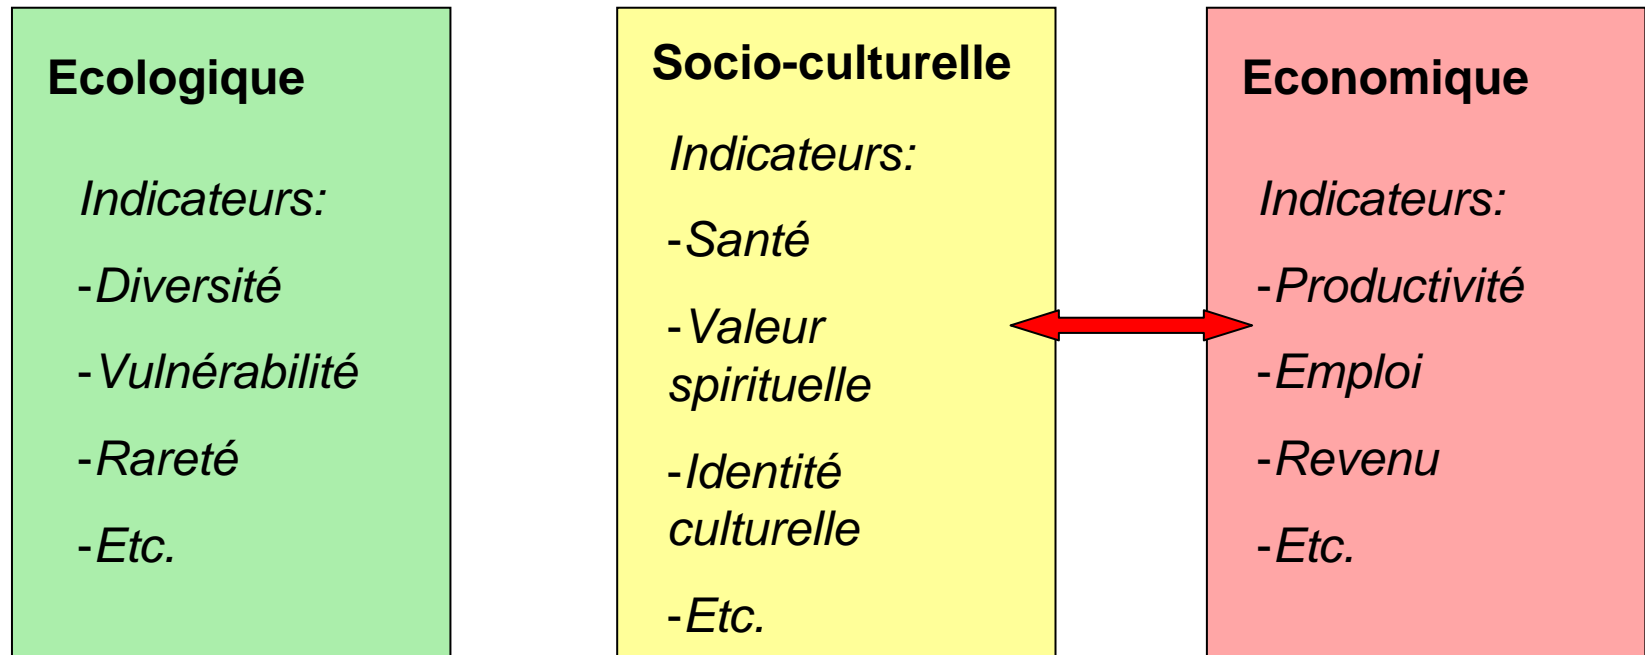 Ecologique
Indicateurs:
-Diversité
-Vulnérabilité
-Rareté
-Etc.
Socio-culturelle
Indicateurs:
-Santé
-Valeur
spirituelle
-Identité
culturelle
-Etc.
Economique
Indicateurs:
-Productivité
-Emploi
-Revenu
-Etc.